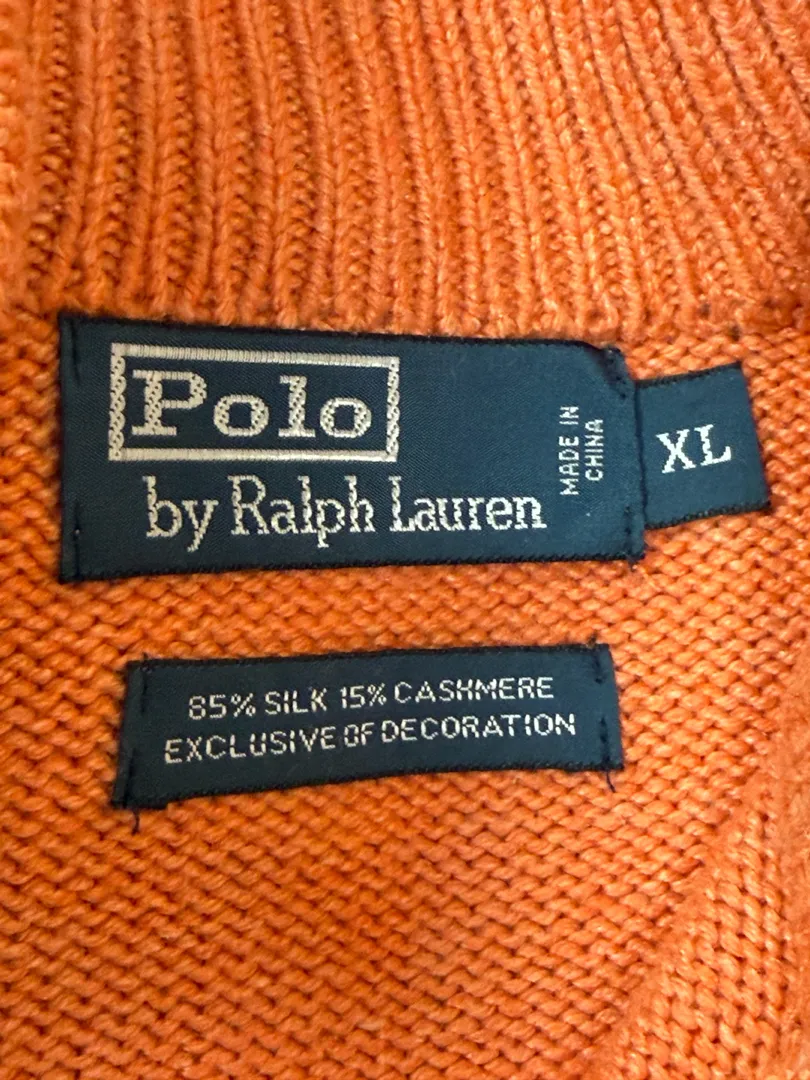 Polo
by Ralph Lauren
MADE IN
CHINA
XL
85% SILK 15% CASHMERE
EXCLUSIVE OF DECORATION